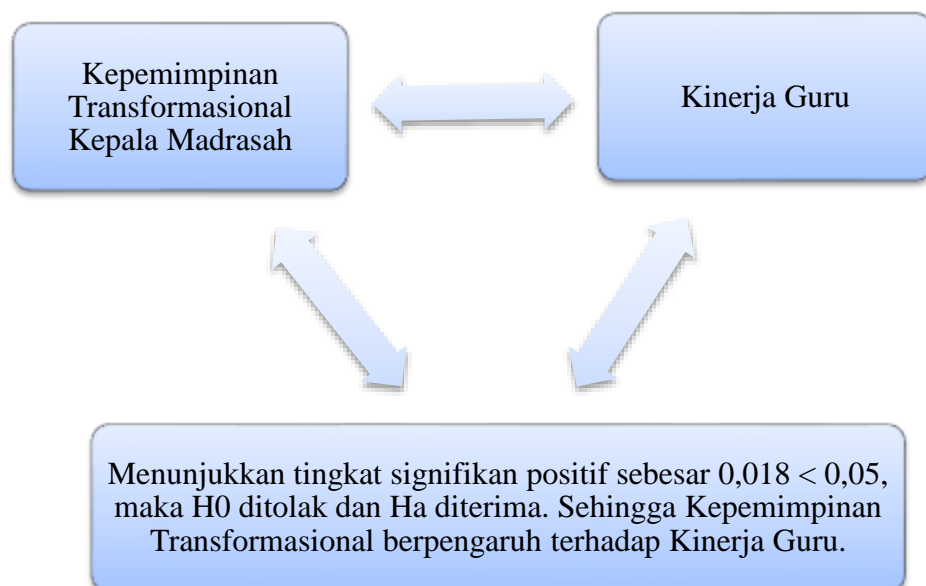 Kepemimpinan
Transformasional
Kepala Madrasah
Kinerja Guru
Menunjukkan tingkat signifikan positif sebesar 0,018 < 0,05,
maka H0 ditolak dan Ha diterima. Sehingga Kepemimpinan
Transformasional berpengaruh terhadap Kinerja Guru.